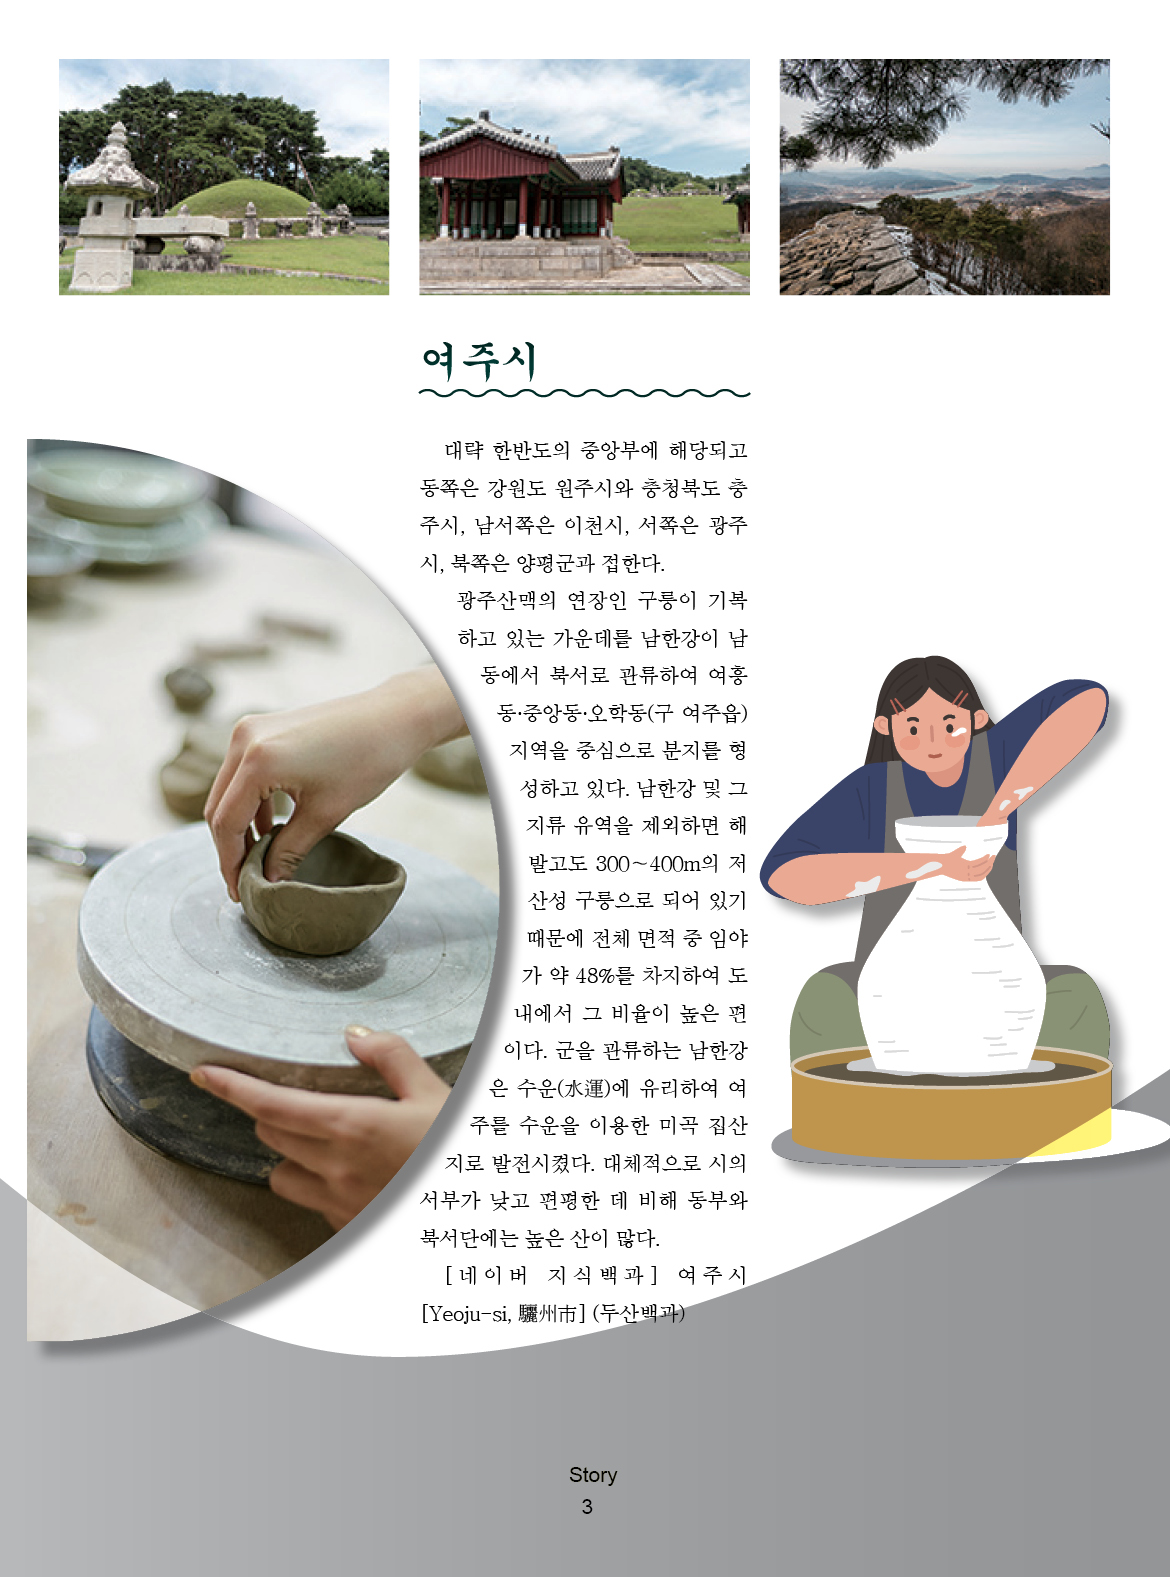 여주시
대략 한반도의 중앙부에 해당되고
동쪽은 강원도 원주시와 충청북도 충
주시, 남서쪽은 이천시, 서쪽은 광주
시, 북쪽은 양평군과 접한다.
광주산맥의 연장인 구릉이 기복
하고 있는 가운데를 남한강이 남
동에서 북서로 관류하여 여흥
동·중앙동·오학동(구 여주읍)
지역을 중심으로 분지를 형
성하고 있다. 남한강 및 그
지류 유역을 제외하면 해
발고도 300~400m의 저
산성 구릉으로 되어 있기
때문에 전체 면적 중 임야
가 약 48%를 차지하여 도
내에서 그 비율이 높은 편
이다. 군을 관류하는 남한강
은 수운(水運)에 유리하여 여
주를 수운을 이용한 미곡 집산
지로 발전시켰다. 대체적으로 시의
서부가 낮고 편평한 데 비해 동부와
북서단에는 높은 산이 많다.
[네이버 지식백과] 여주시
[Yeoju-si, 驪州市] (두산백과)
Story
3